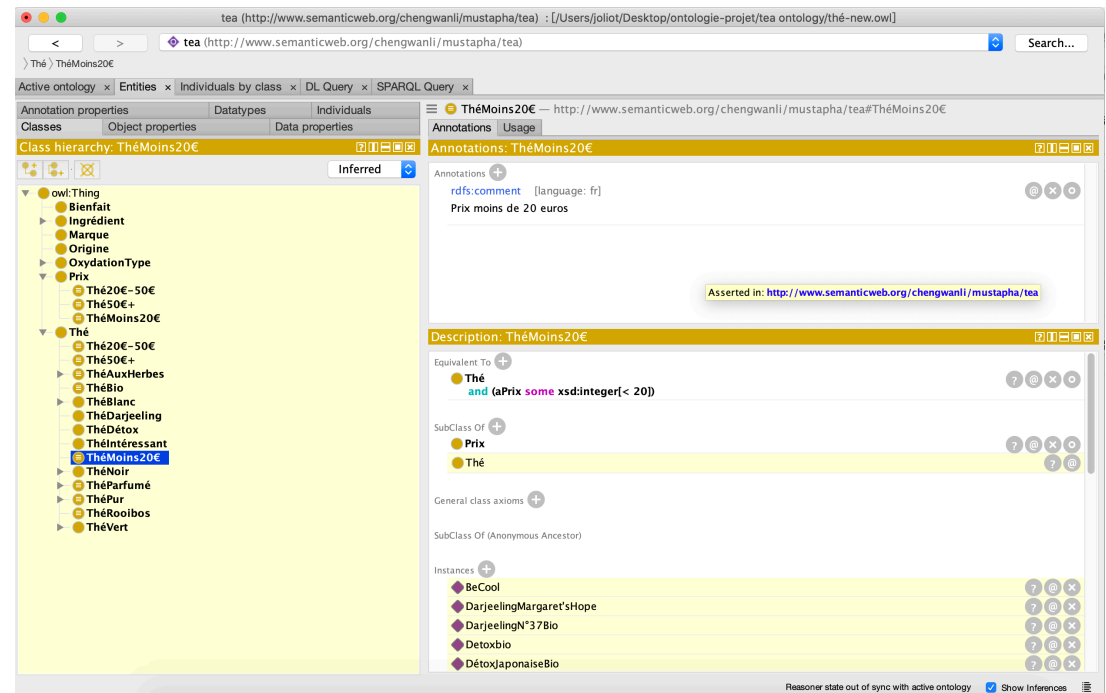 tea (http://www.semanticweb.org/chengwanli/mustapha/tea) : [/Users/joliot/Desktop/ontologie-projet/tea ontology/thé-new.owl]
< > tea (http://www.semanticweb.org/chengwanli/mustapha/tea) Search...
〉Thé 〉ThéMoins20€
Active ontology × Entities × Individuals by class × DL Query × SPARQL Query ×
Annotation properties Datatypes Individuals
Classes Object properties Data properties
Class hierarchy: ThéMoins20€
Inferred
owl:Thing
Bienfait
Ingrédient
Marque
Origine
OxydationType
Prix
Thé20€-50€
Thé50€+
ThéMoins20€
Thé
Thé20€-50€
Thé50€+
ThéAuxHerbes
ThéBio
ThéBlanc
ThéDarjeeling
ThéDétox
ThéIntéressant
ThéMoins20€
ThéNoir
ThéParfumé
ThéPur
ThéRooibos
ThéVert
ThéMoins20€ — http://www.semanticweb.org/chengwanli/mustapha/tea#ThéMoins20€
Annotations Usage
Annotations: ThéMoins20€
Annotations
rdfs:comment [language: fr]
Prix moins de 20 euros
Asserted in: http://www.semanticweb.org/chengwanli/mustapha/tea
Description: ThéMoins20€
Equivalent To
Thé
and (aPrix some xsd:integer[< 20])
SubClass Of
Prix
Thé
General class axioms
SubClass Of (Anonymous Ancestor)
Instances
BeCool
DarjeelingMargaret'sHope
DarjeelingN°37Bio
Detoxbio
DétoxJaponaiseBio
Reasoner state out of sync with active ontology Show Inferences